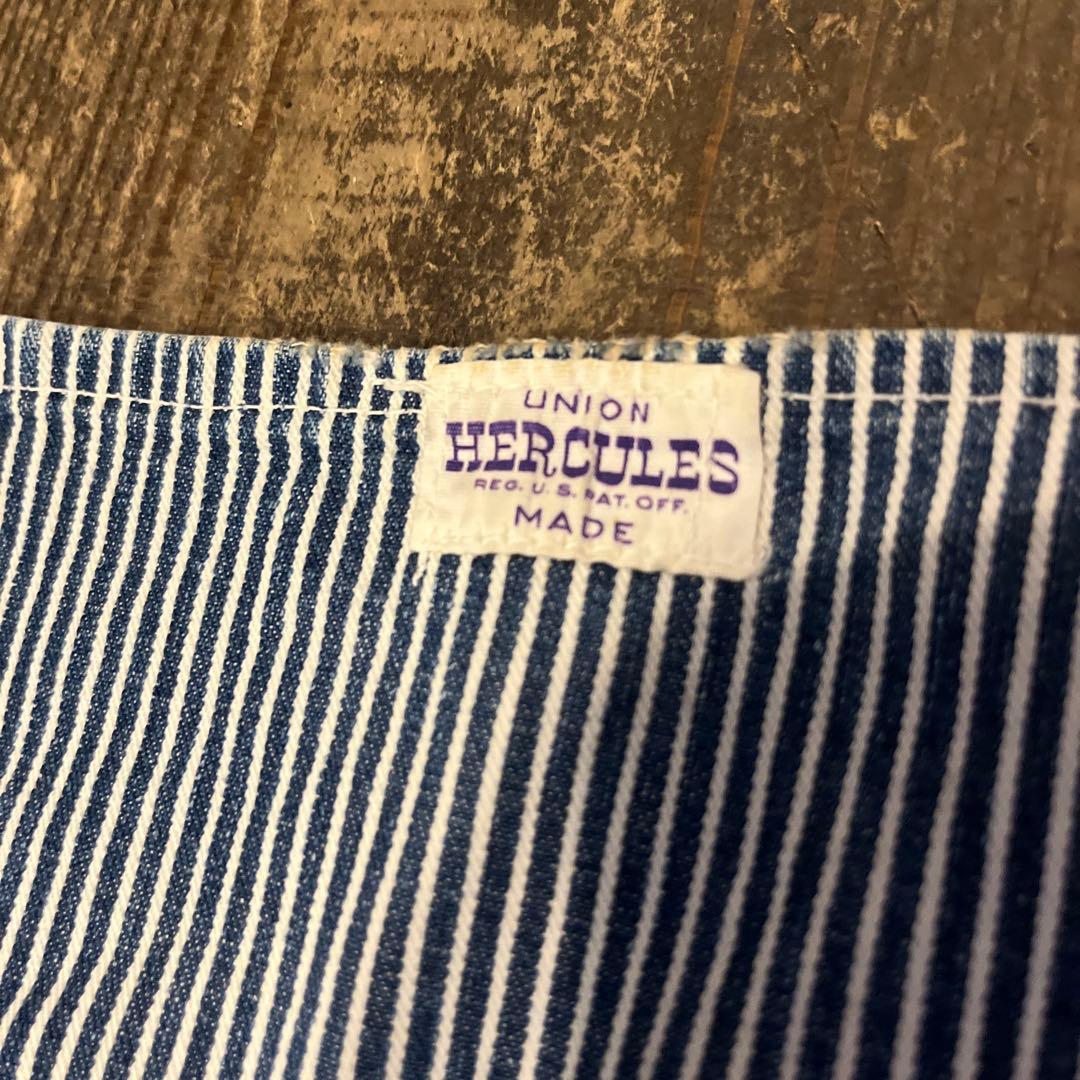 UNION
HERCULES
REG. U. S. PAT. OFF.
MADE